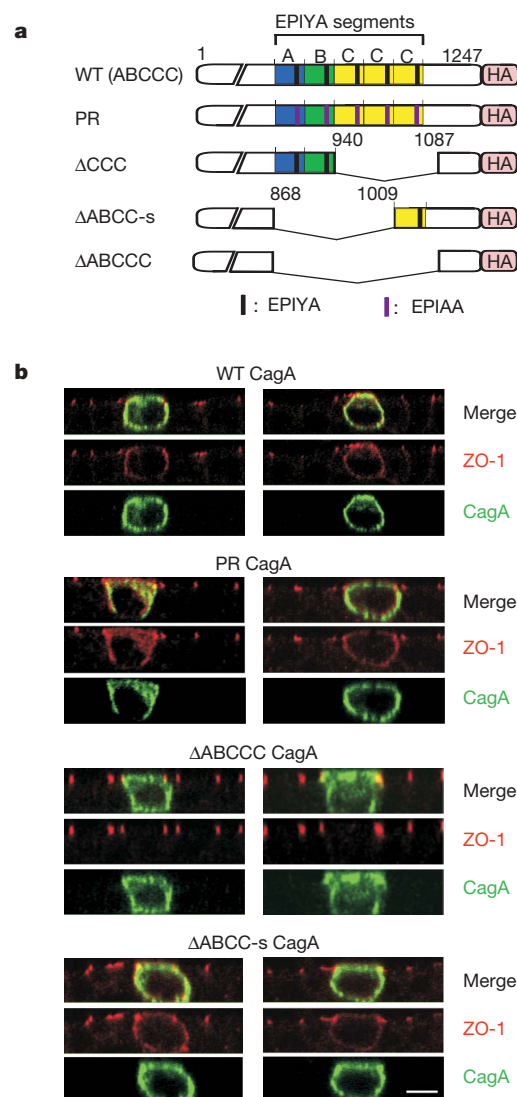 a
EPIYA segments
1 A B C C C 1247
WT (ABCCC) HA
PR HA
940 1087
ΔCCC HA
868 1009
ΔABCC-s HA
ΔABCCC HA
: EPIYA : EPIAA
b
WT CagA
Merge
ZO-1
CagA
PR CagA
Merge
ZO-1
CagA
ΔABCCC CagA
Merge
ZO-1
CagA
ΔABCC-s CagA
Merge
ZO-1
CagA